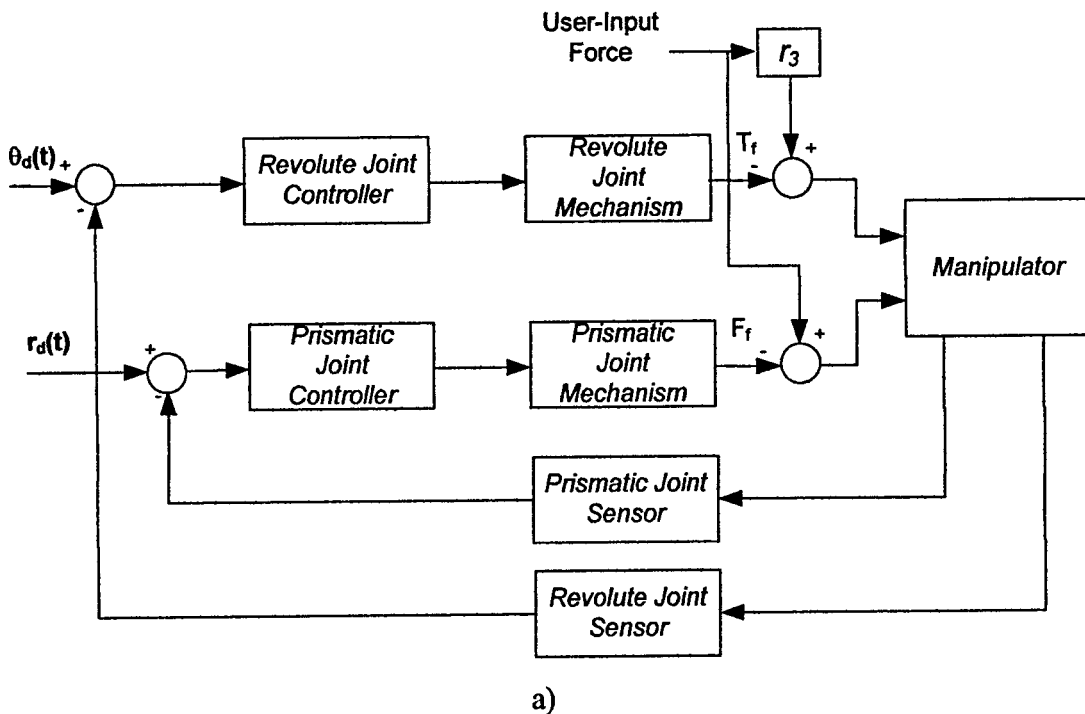 User-Input
Force
r3
θd(t)
+
-
Revolute Joint
Controller
Revolute
Joint
Mechanism
Tf
-
+
Manipulator
rd(t)
+
-
Prismatic
Joint
Controller
Prismatic
Joint
Mechanism
Ff
-
+
Prismatic Joint
Sensor
Revolute Joint
Sensor
a)